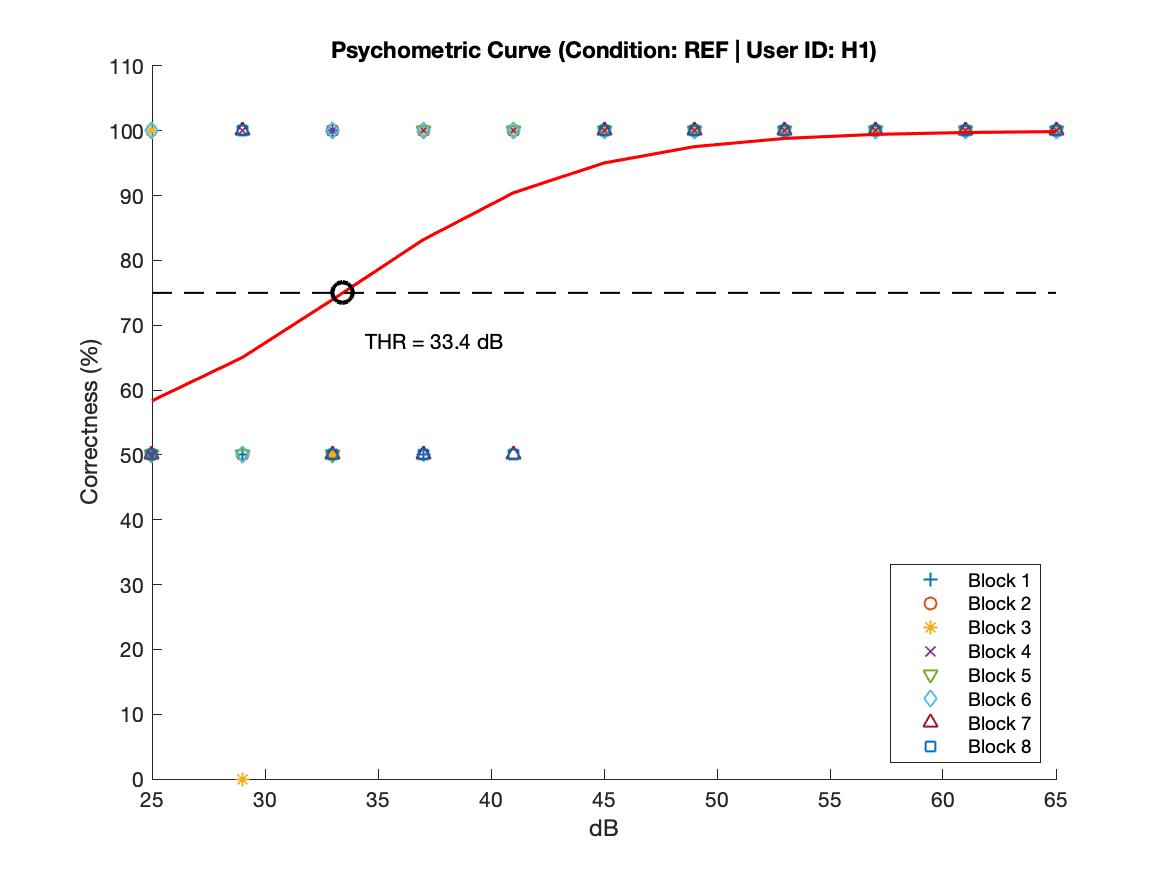 Psychometric Curve (Condition: REF | User ID: H1)
110
100
90
80
70
60
50
40
30
20
10
0
Correctness (%)
THR = 33.4 dB
Block 1
Block 2
Block 3
Block 4
Block 5
Block 6
Block 7
Block 8
25 30 35 40 45 50 55 60 65
dB